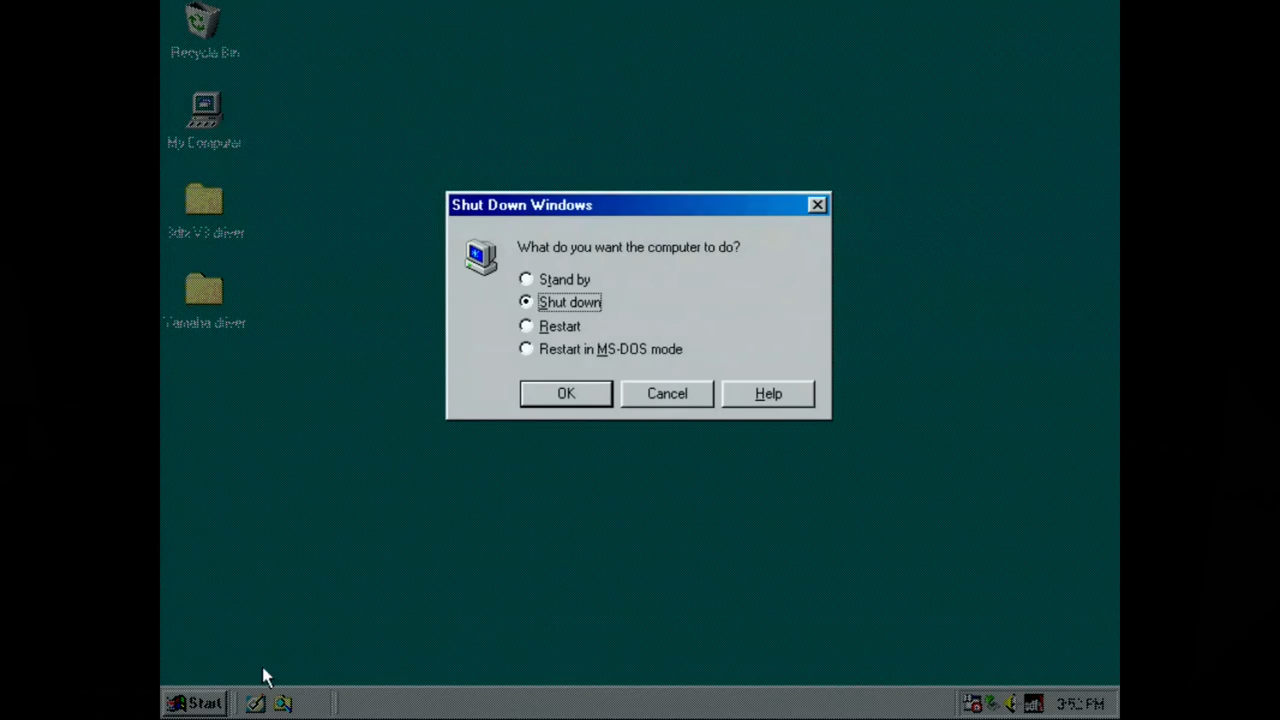 Recycle Bin
My Computer
3dfx V3 driver
Yamaha driver
Shut Down Windows
What do you want the computer to do?
Stand by
Shut down
Restart
Restart in MS-DOS mode
OK Cancel Help
Start
3:52 PM